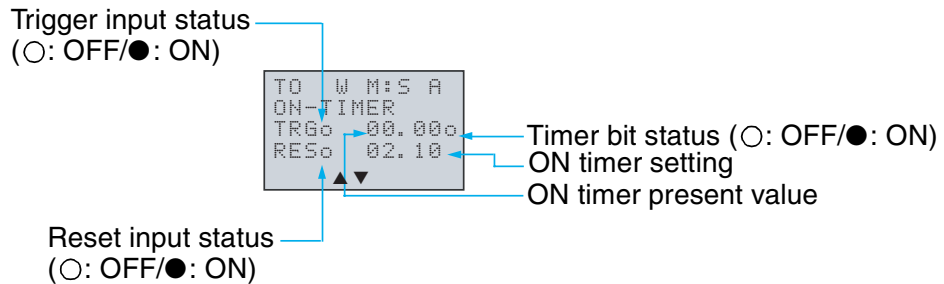 Trigger input status
(○: OFF/●: ON)
TO W M:S A
ON-TIMER
TRGo 00.00o
RESo 02.10
▲ ▼
Timer bit status (○: OFF/●: ON)
ON timer setting
ON timer present value
Reset input status
(○: OFF/●: ON)